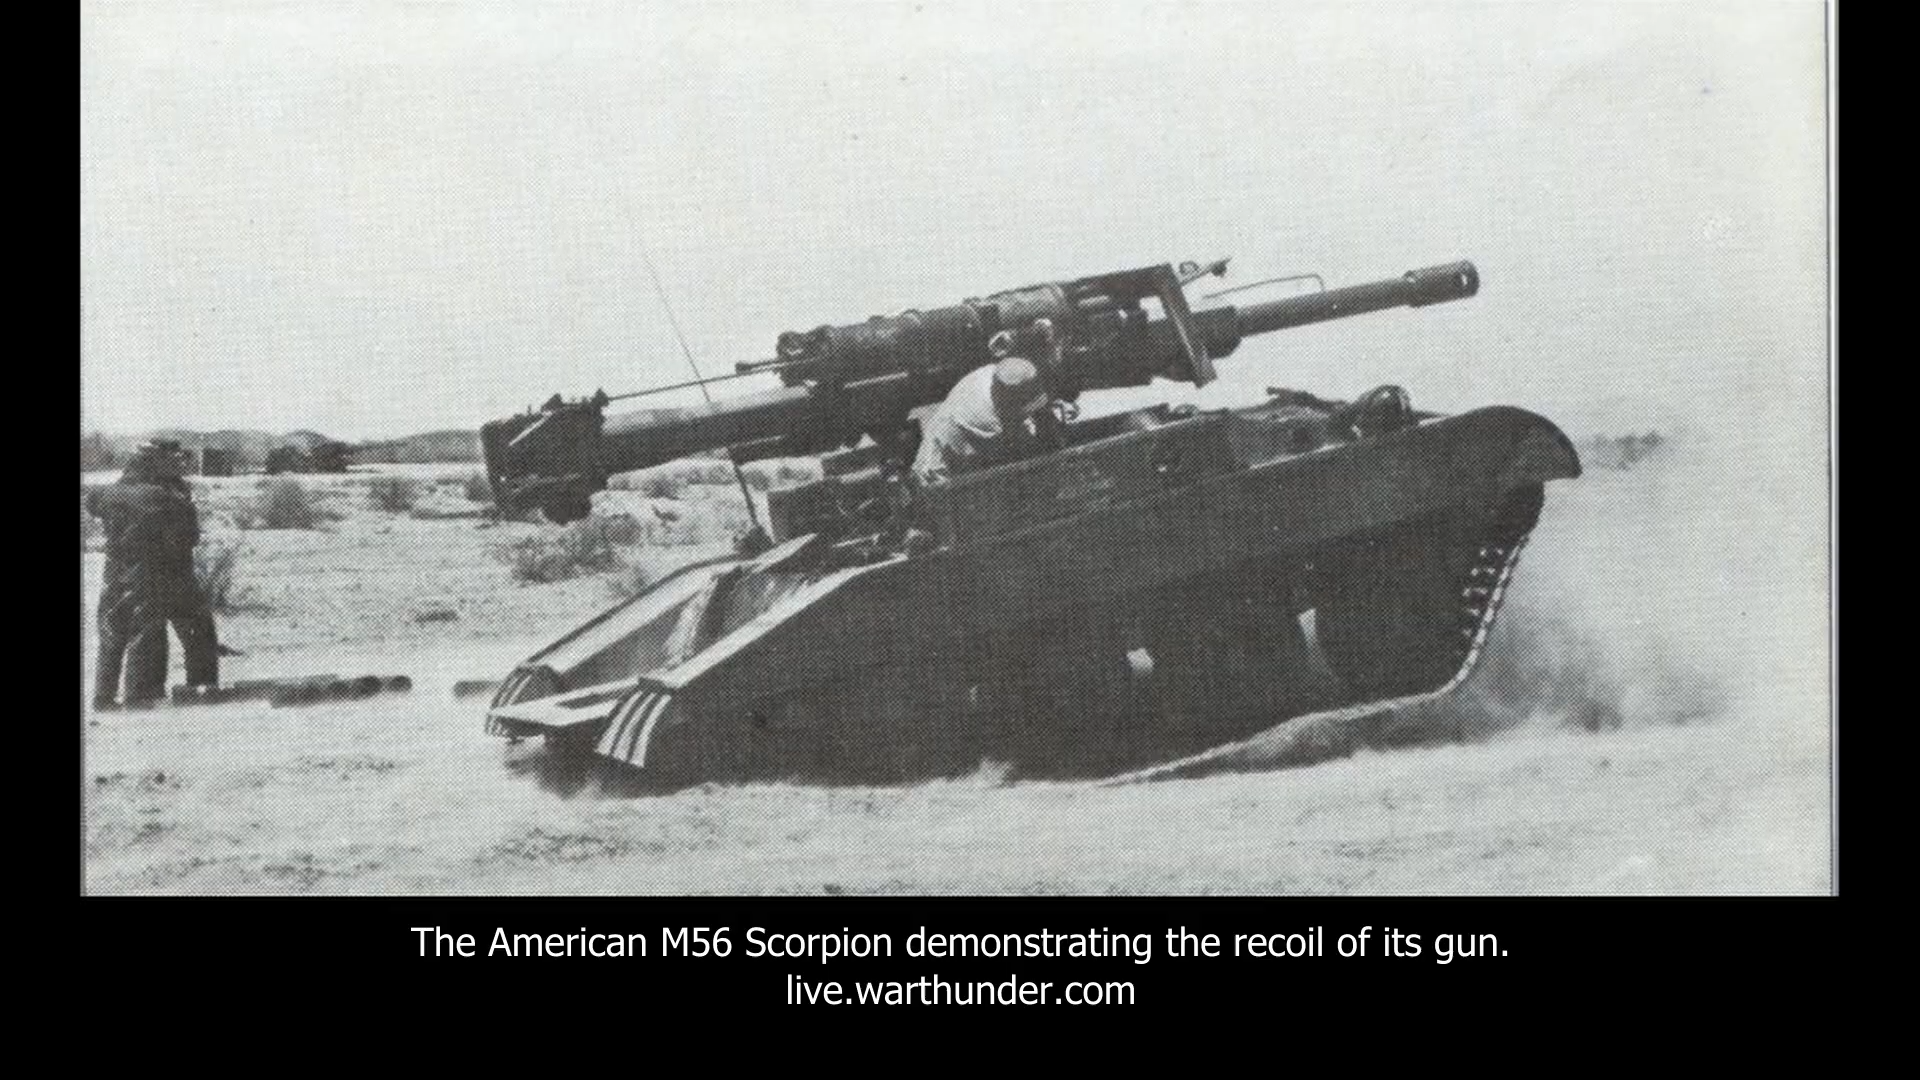 The American M56 Scorpion demonstrating the recoil of its gun.
live.warthunder.com